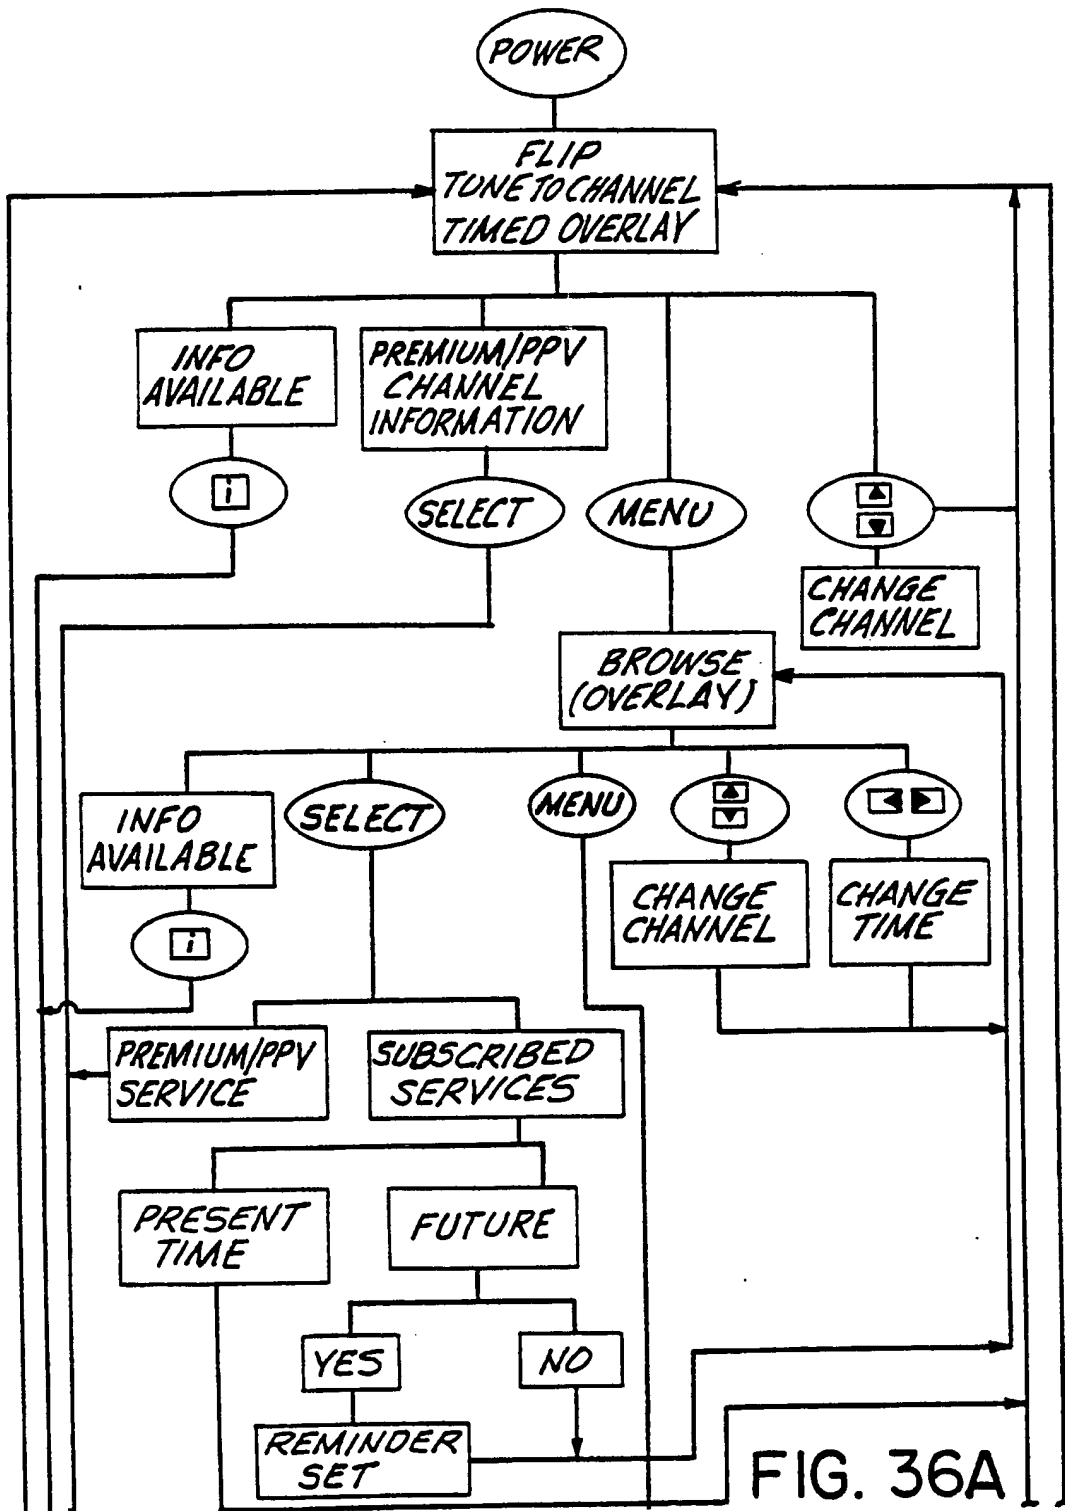 POWER
FLIP
TUNE TO CHANNEL
TIMED OVERLAY
INFO
AVAILABLE
PREMIUM/PPV
CHANNEL
INFORMATION
i
SELECT
MENU
CHANGE
CHANNEL
BROWSE
(OVERLAY)
INFO
AVAILABLE
SELECT
MENU
CHANGE
CHANNEL
CHANGE
TIME
i
PREMIUM/PPV
SERVICE
SUBSCRIBED
SERVICES
PRESENT
TIME
FUTURE
YES
NO
REMINDER
SET
FIG. 36A